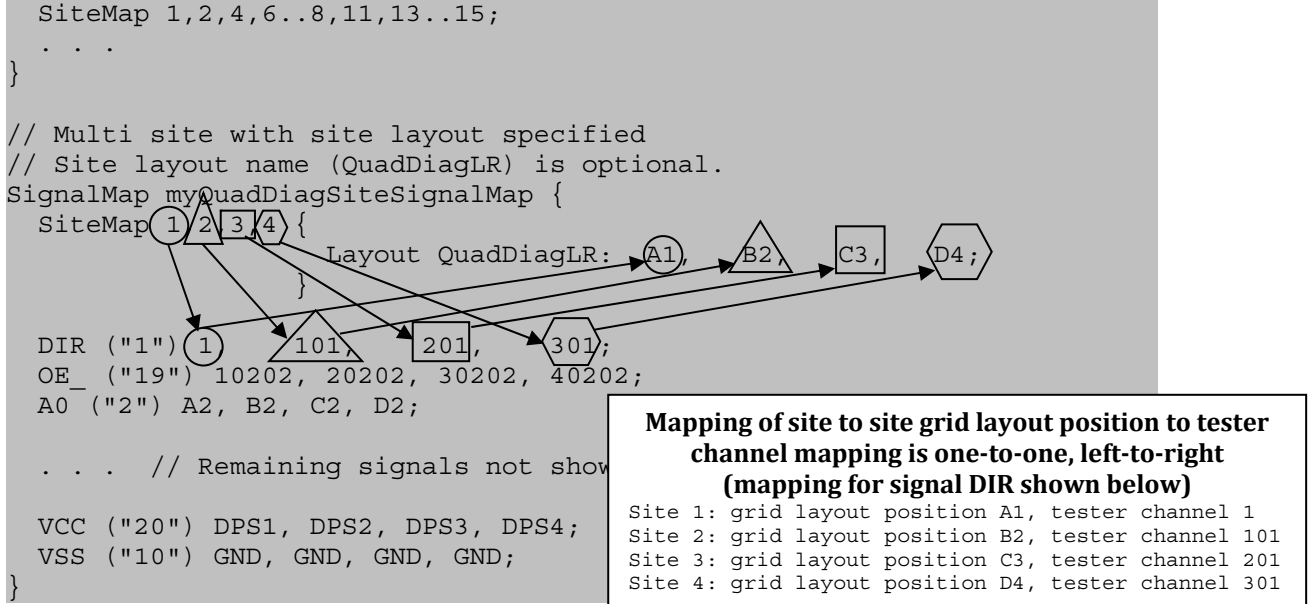 SiteMap 1,2,4,6..8,11,13..15;
. . .
}
// Multi site with site layout specified
// Site layout name (QuadDiagLR) is optional.
SignalMap myQuadDiagSiteSignalMap {
SiteMap 1,2,3,4 {
Layout QuadDiagLR: A1, B2, C3, D4;
}
DIR ("1") 1, 101, 201, 301;
OE_ ("19") 10202, 20202, 30202, 40202;
A0 ("2") A2, B2, C2, D2;
. . . // Remaining signals not show
VCC ("20") DPS1, DPS2, DPS3, DPS4;
VSS ("10") GND, GND, GND, GND;
}
Mapping of site to site grid layout position to tester
channel mapping is one-to-one, left-to-right
(mapping for signal DIR shown below)
Site 1: grid layout position A1, tester channel 1
Site 2: grid layout position B2, tester channel 101
Site 3: grid layout position C3, tester channel 201
Site 4: grid layout position D4, tester channel 301